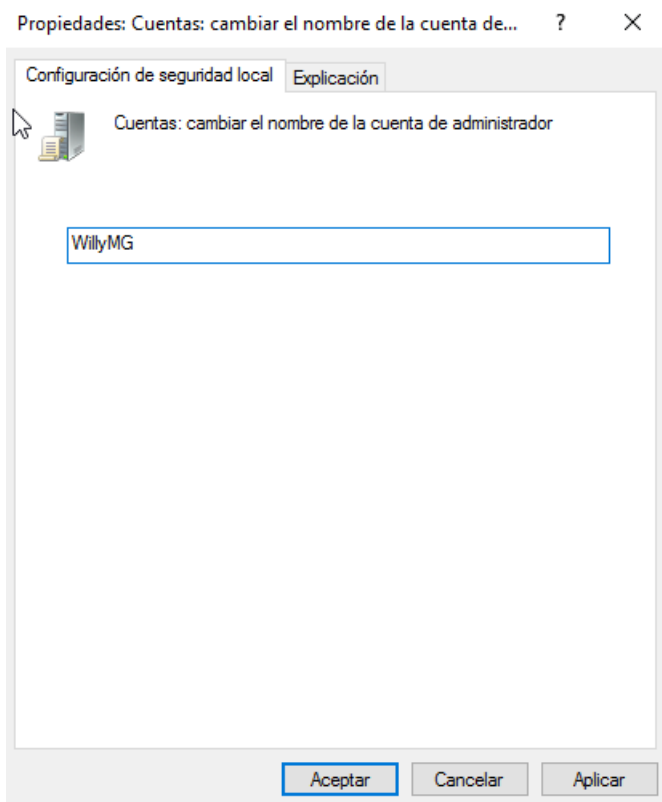 Propiedades: Cuentas: cambiar el nombre de la cuenta de... ?
Configuración de seguridad local Explicación
Cuentas: cambiar el nombre de la cuenta de administrador
WillyMG
Aceptar Cancelar Aplicar